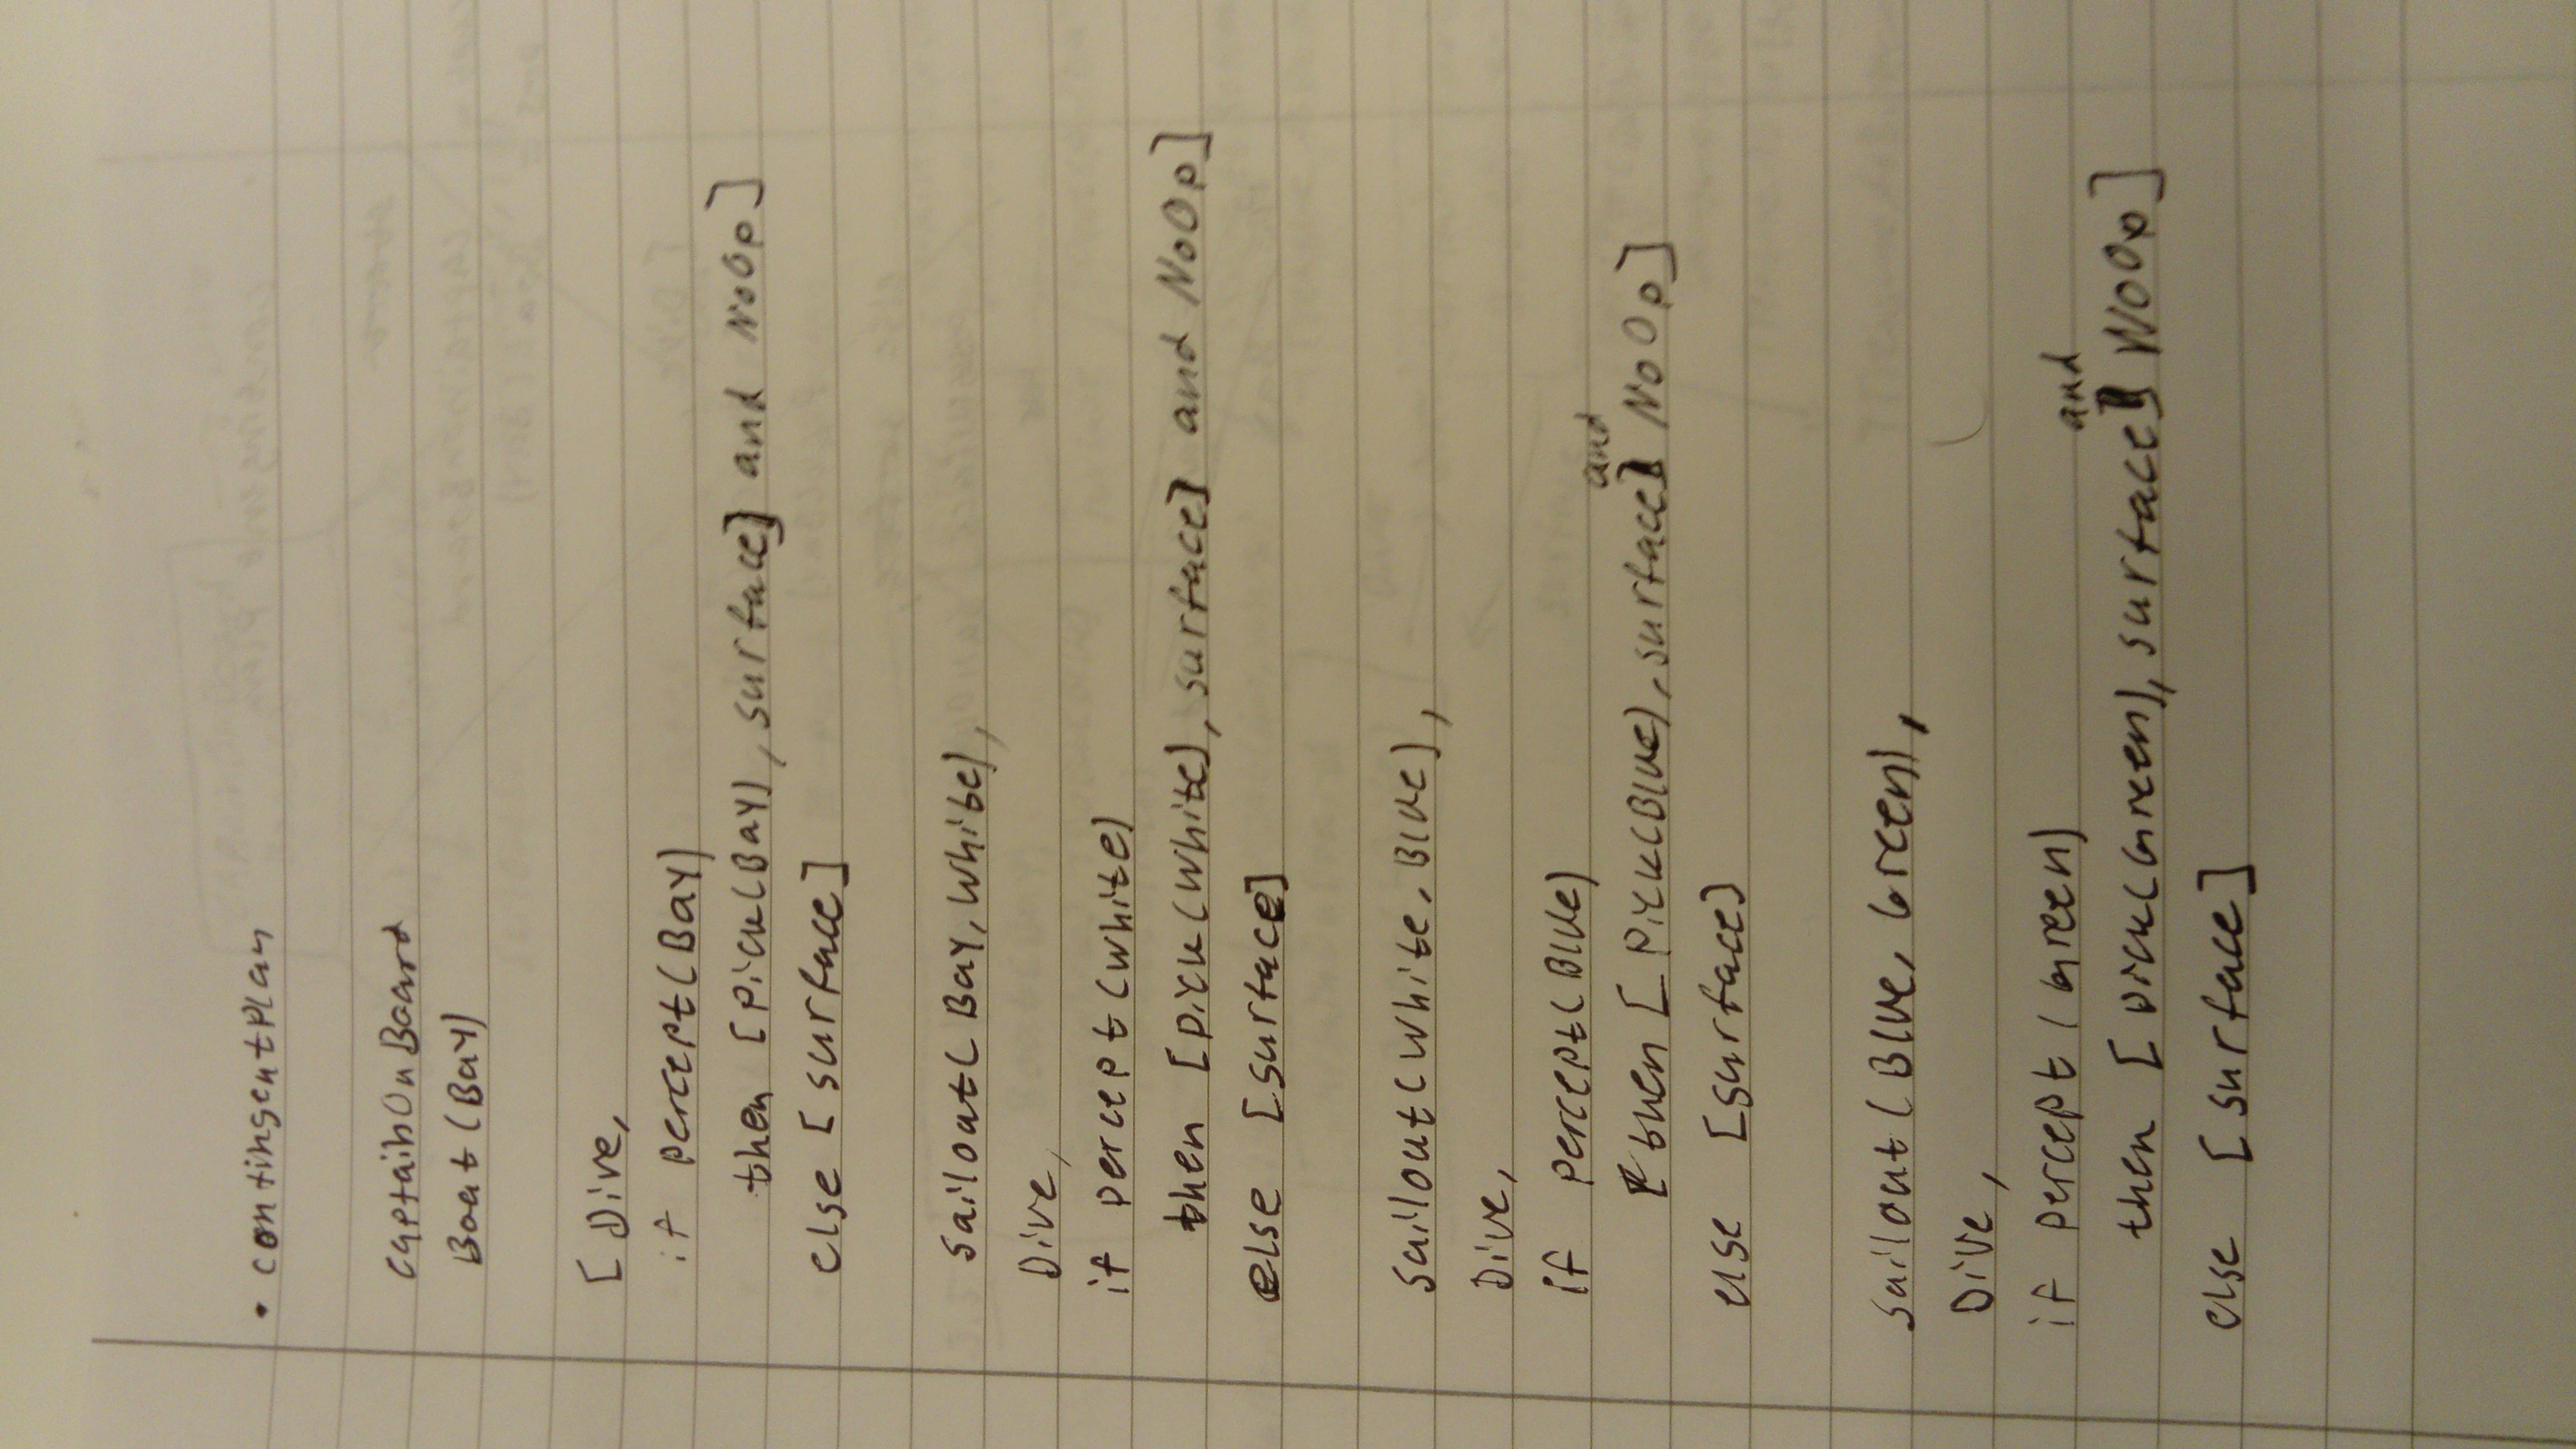 • contingentPlan
CaptainOnBoard
Boat(Bay)
[Dive,
if percept(Bay)
then [pick(Bay), surface] and NoOp]
else [surface]
sailout(Bay, White),
Dive,
if percept(White)
then [pick(White), surface] and NoOp]
else [surface]
sailout(White, Blue),
Dive,
if percept(Blue)
then [pick(Blue), surface] and NoOp]
else [surface]
sailout(Blue, Green),
Dive,
if percept(Green)
then [pick(Green), surface] and NoOp]
else [surface]